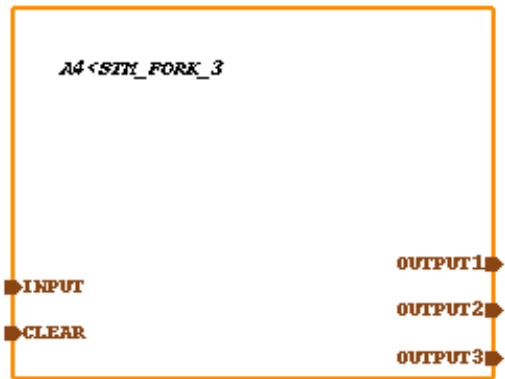 A4<STM_FORK_3
OUTPUT1
INPUT
OUTPUT2
CLEAR
OUTPUT3